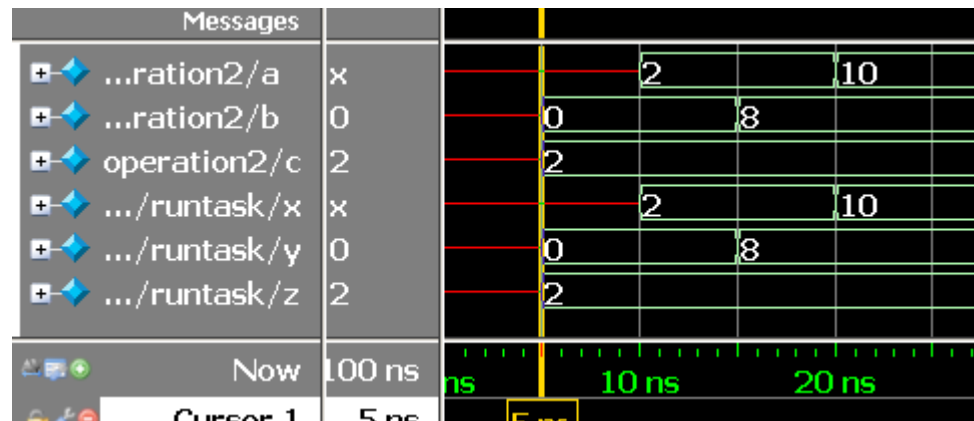 Messages
...ration2/a x 2 10
...ration2/b 0 0 8
operation2/c 2 2
.../runtask/x x 2 10
.../runtask/y 0 0 8
.../runtask/z 2 2
Now 100 ns ns 10 ns 20 ns
Cursor 1 5 ns 5 ns